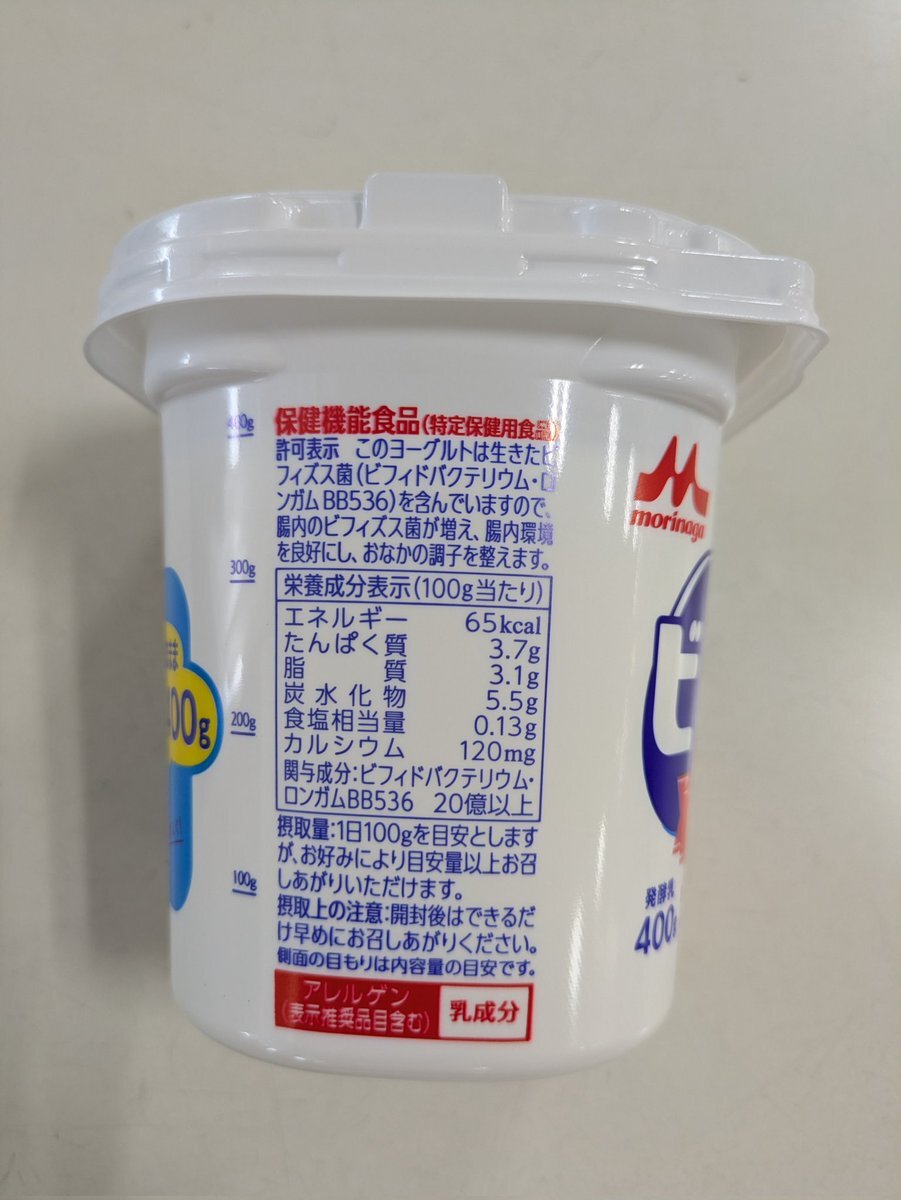 保健機能食品(特定保健用食品)
許可表示 このヨーグルトは生きたビ
フィズス菌(ビフィドバクテリウム・ロ
ンガムBB536)を含んでいますので、
腸内のビフィズス菌が増え、腸内環境
を良好にし、おなかの調子を整えます。
栄養成分表示(100g当たり)
エネルギー 65kcal
たんぱく質 3.7g
脂質 3.1g
炭水化物 5.5g
食塩相当量 0.13g
カルシウム 120mg
関与成分:ビフィドバクテリウム・
ロンガムBB536 20億以上
摂取量:1日100gを目安とします
が、お好みにより目安量以上お召
しあがりいただけます。
摂取上の注意:開封後はできるだ
け早めにお召しあがりください。
側面の目もりは内容量の目安です。
アレルゲン
(表示推奨品目含む)
乳成分
400g
300g
200g
100g
00g
morinaga
ビ
発酵乳
400g